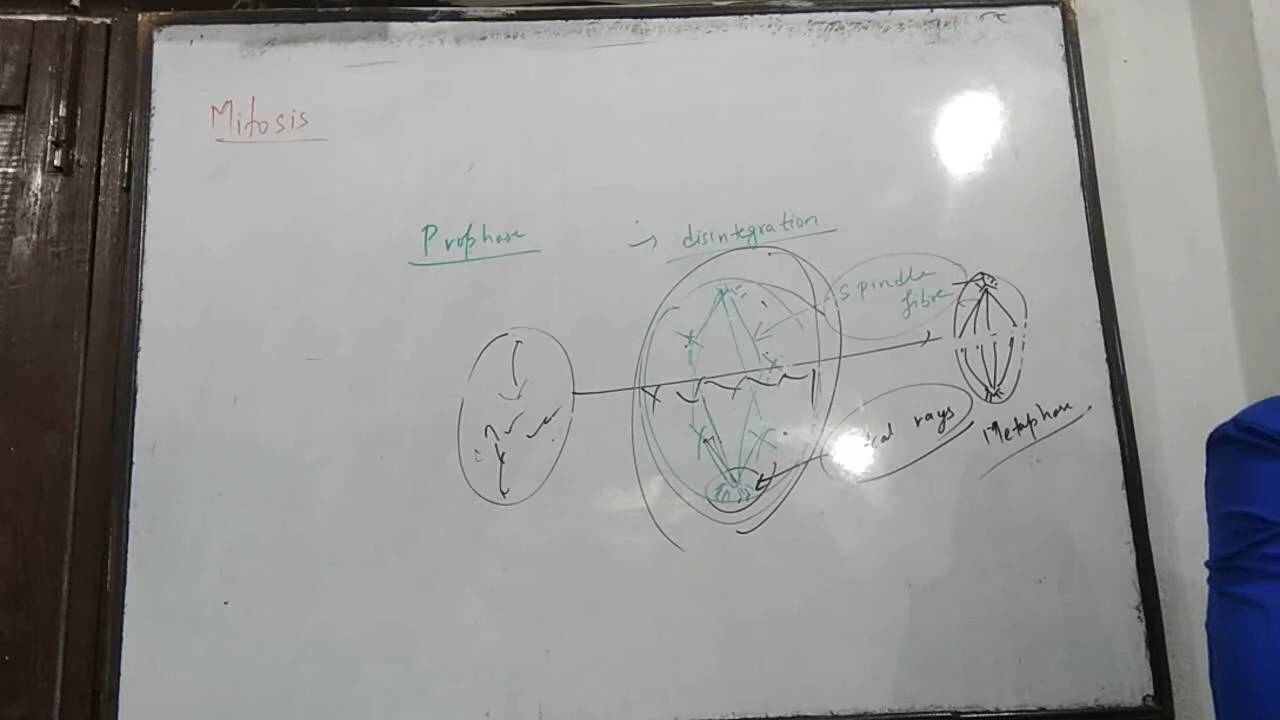 Mitosis
Prophase
→ disintegration
Spindle
fibre
rays
Metaphase